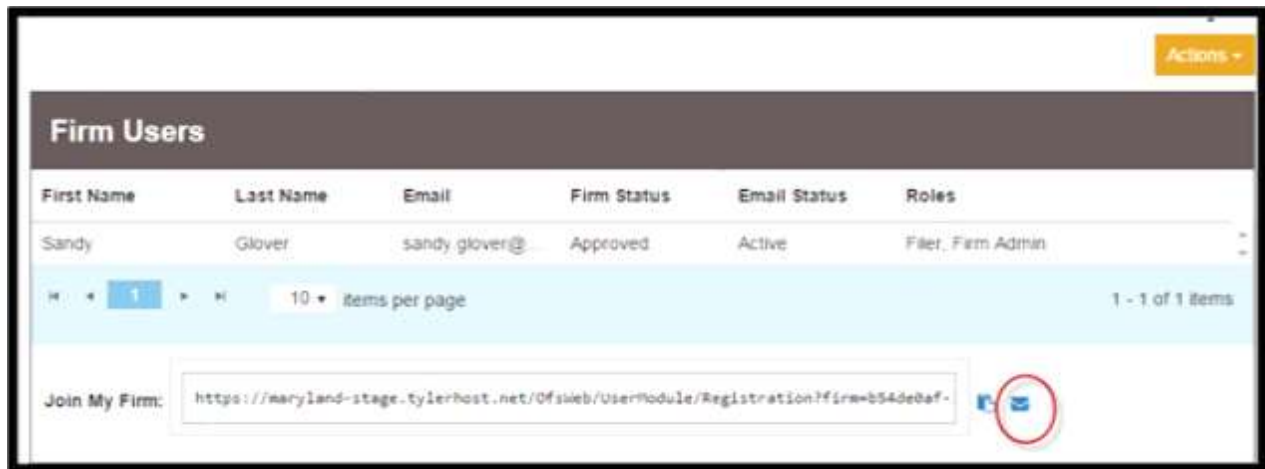 Actions
Firm Users
First Name Last Name Email Firm Status Email Status Roles
Sandy Glover sandy.glover@... Approved Active Filer, Firm Admin
1 10 items per page 1 - 1 of 1 items
Join My Firm: https://maryland-stage.tylerhost.net/OfsWeb/UserModule/Registration?firm=b54de0af-